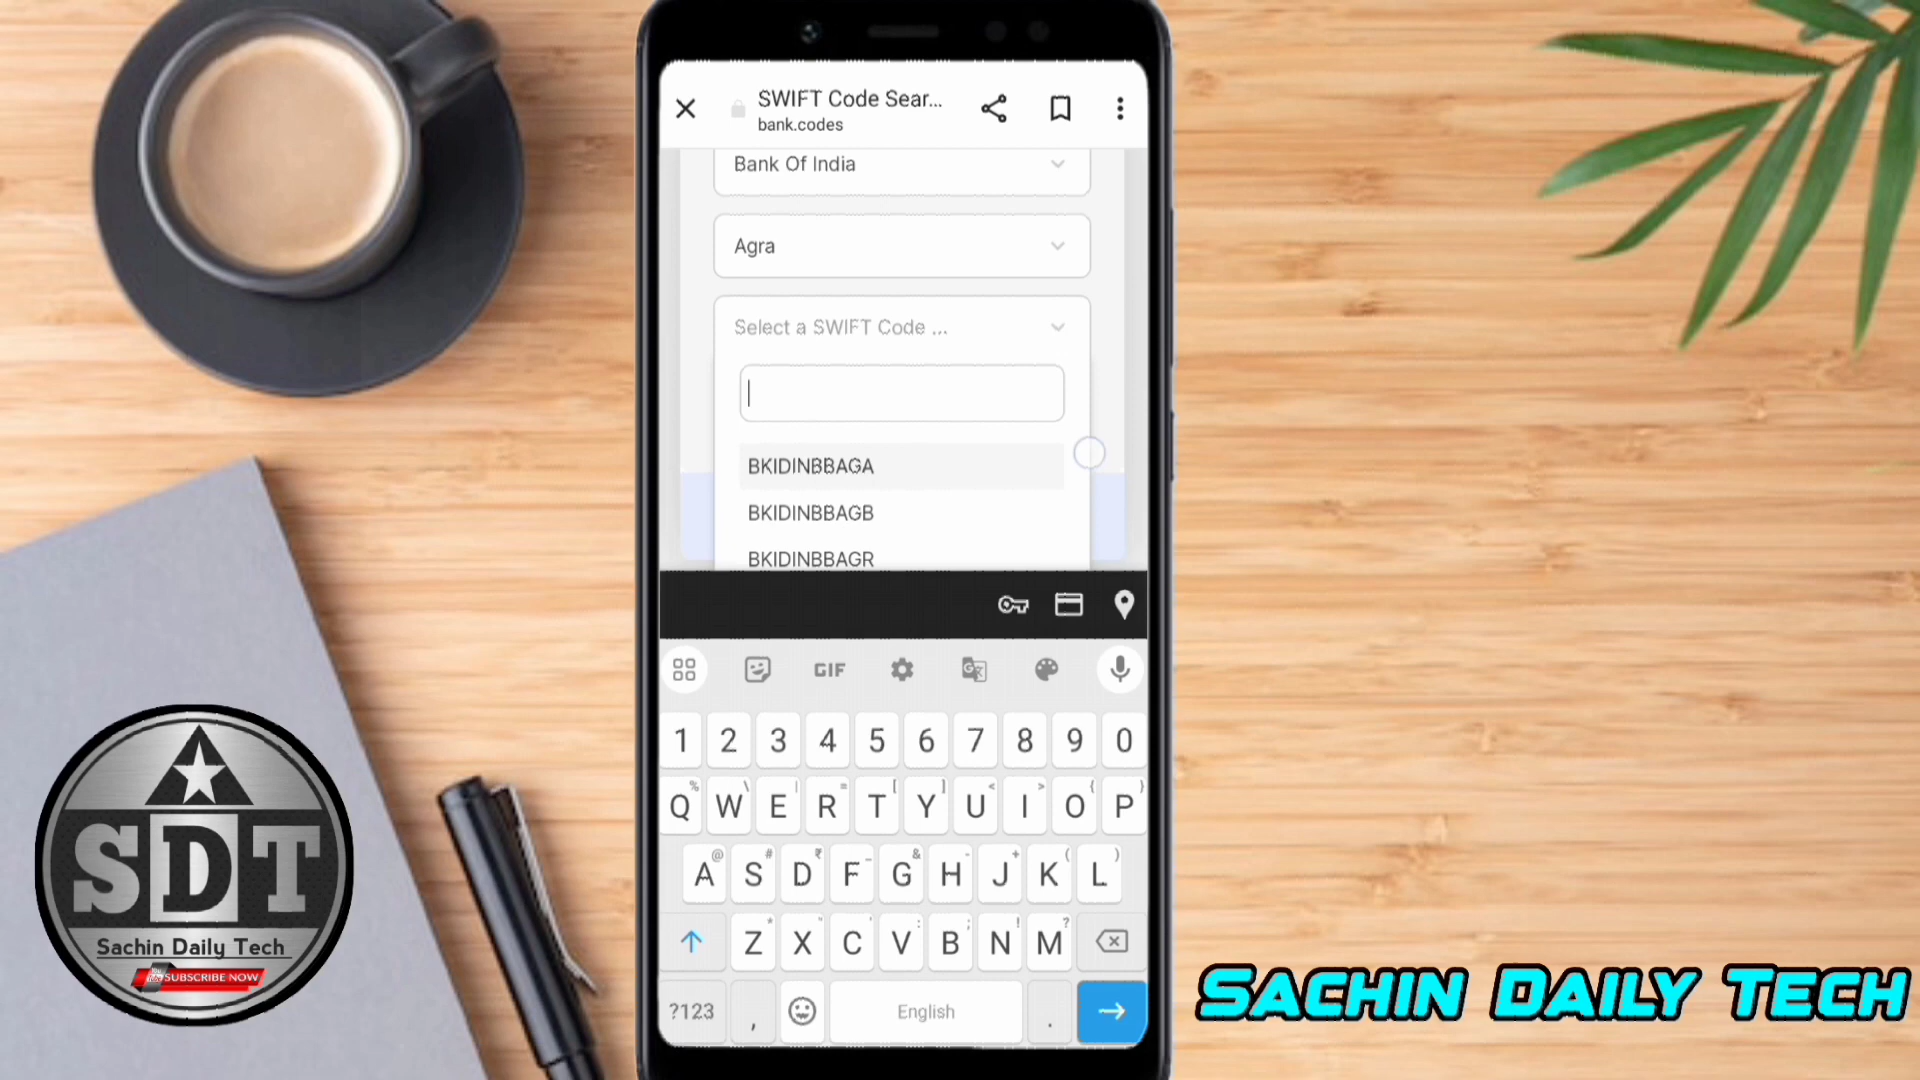 SWIFT Code Sear...
bank.codes
Bank Of India
Agra
Select a SWIFT Code ...
BKIDINBBAGA
BKIDINBBAGB
BKIDINBBAGR
GIF
1 2 3 4 5 6 7 8 9 0
Q W E R T Y U I O P
A S D F G H J K L
Z X C V B N M
?123 , English .
SDT
Sachin Daily Tech
SUBSCRIBE NOW
SACHIN DAILY TECH